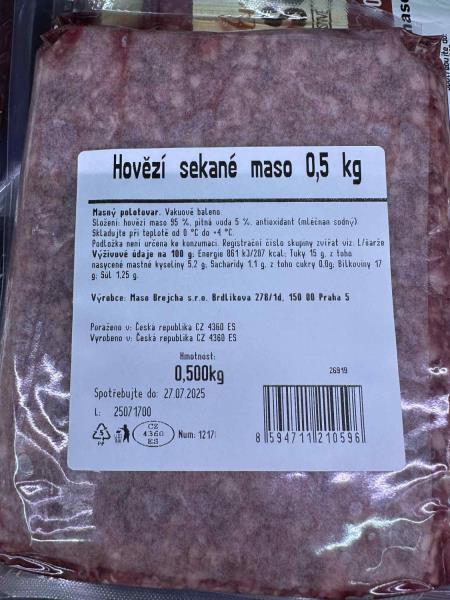 Hovězí sekané maso 0,5 kg
Masný polotovar. Vakuově baleno.
Složení: hovězí maso 95 %, pitná voda 5 %, antioxidant (mléčnan sodný).
Skladujte při teplotě od 0 °C do +4 °C.
Podložka není určena ke konzumaci. Registrační číslo skupiny zvířat viz. L/šarže
Výživové údaje na 100 g: Energie 861 kJ/207 kcal; Tuky 15 g, z toho
nasycené mastné kyseliny 5,2 g; Sacharidy 1,1 g, z toho cukry 0,0g; Bílkoviny 17
g; Sůl 1,25 g.
Výrobce: Maso Brejcha s.r.o. Brdlíkova 278/1d, 150 00 Praha 5
Poraženo v: Česká republika CZ 4360 ES
Vyrobeno v: Česká republika CZ 4360 ES
Hmotnost:
0,500kg
26919
Spotřebujte do: 27.07.2025
L: 25071700
5
PP
CZ
4360
ES
Num: 1217
8 594711 210596